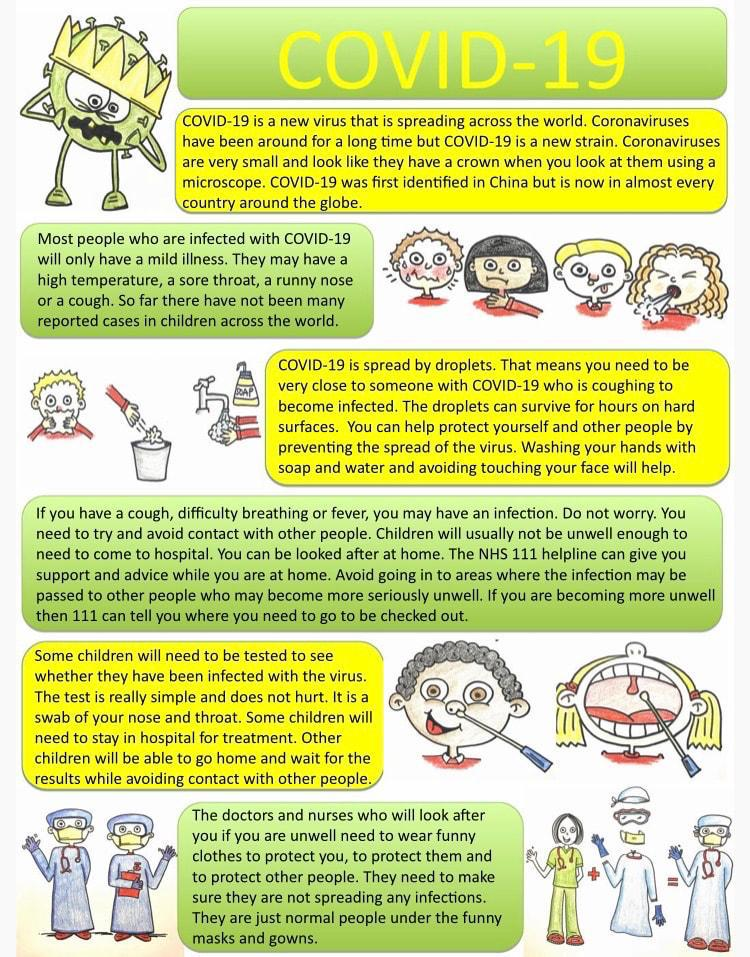 COVID-19
COVID-19 is a new virus that is spreading across the world. Coronaviruses
have been around for a long time but COVID-19 is a new strain. Coronaviruses
are very small and look like they have a crown when you look at them using a
microscope. COVID-19 was first identified in China but is now in almost every
country around the globe.
Most people who are infected with COVID-19
will only have a mild illness. They may have a
high temperature, a sore throat, a runny nose
or a cough. So far there have not been many
reported cases in children across the world.
SOAP
COVID-19 is spread by droplets. That means you need to be
very close to someone with COVID-19 who is coughing to
become infected. The droplets can survive for hours on hard
surfaces.  You can help protect yourself and other people by
preventing the spread of the virus. Washing your hands with
soap and water and avoiding touching your face will help.
If you have a cough, difficulty breathing or fever, you may have an infection. Do not worry. You
need to try and avoid contact with other people. Children will usually not be unwell enough to
need to come to hospital. You can be looked after at home. The NHS 111 helpline can give you
support and advice while you are at home. Avoid going in to areas where the infection may be
passed to other people who may become more seriously unwell. If you are becoming more unwell
then 111 can tell you where you need to go to be checked out.
Some children will need to be tested to see
whether they have been infected with the virus.
The test is really simple and does not hurt. It is a
swab of your nose and throat. Some children will
need to stay in hospital for treatment. Other
children will be able to go home and wait for the
results while avoiding contact with other people.
The doctors and nurses who will look after
you if you are unwell need to wear funny
clothes to protect you, to protect them and
to protect other people. They need to make
sure they are not spreading any infections.
They are just normal people under the funny
masks and gowns.
+ =